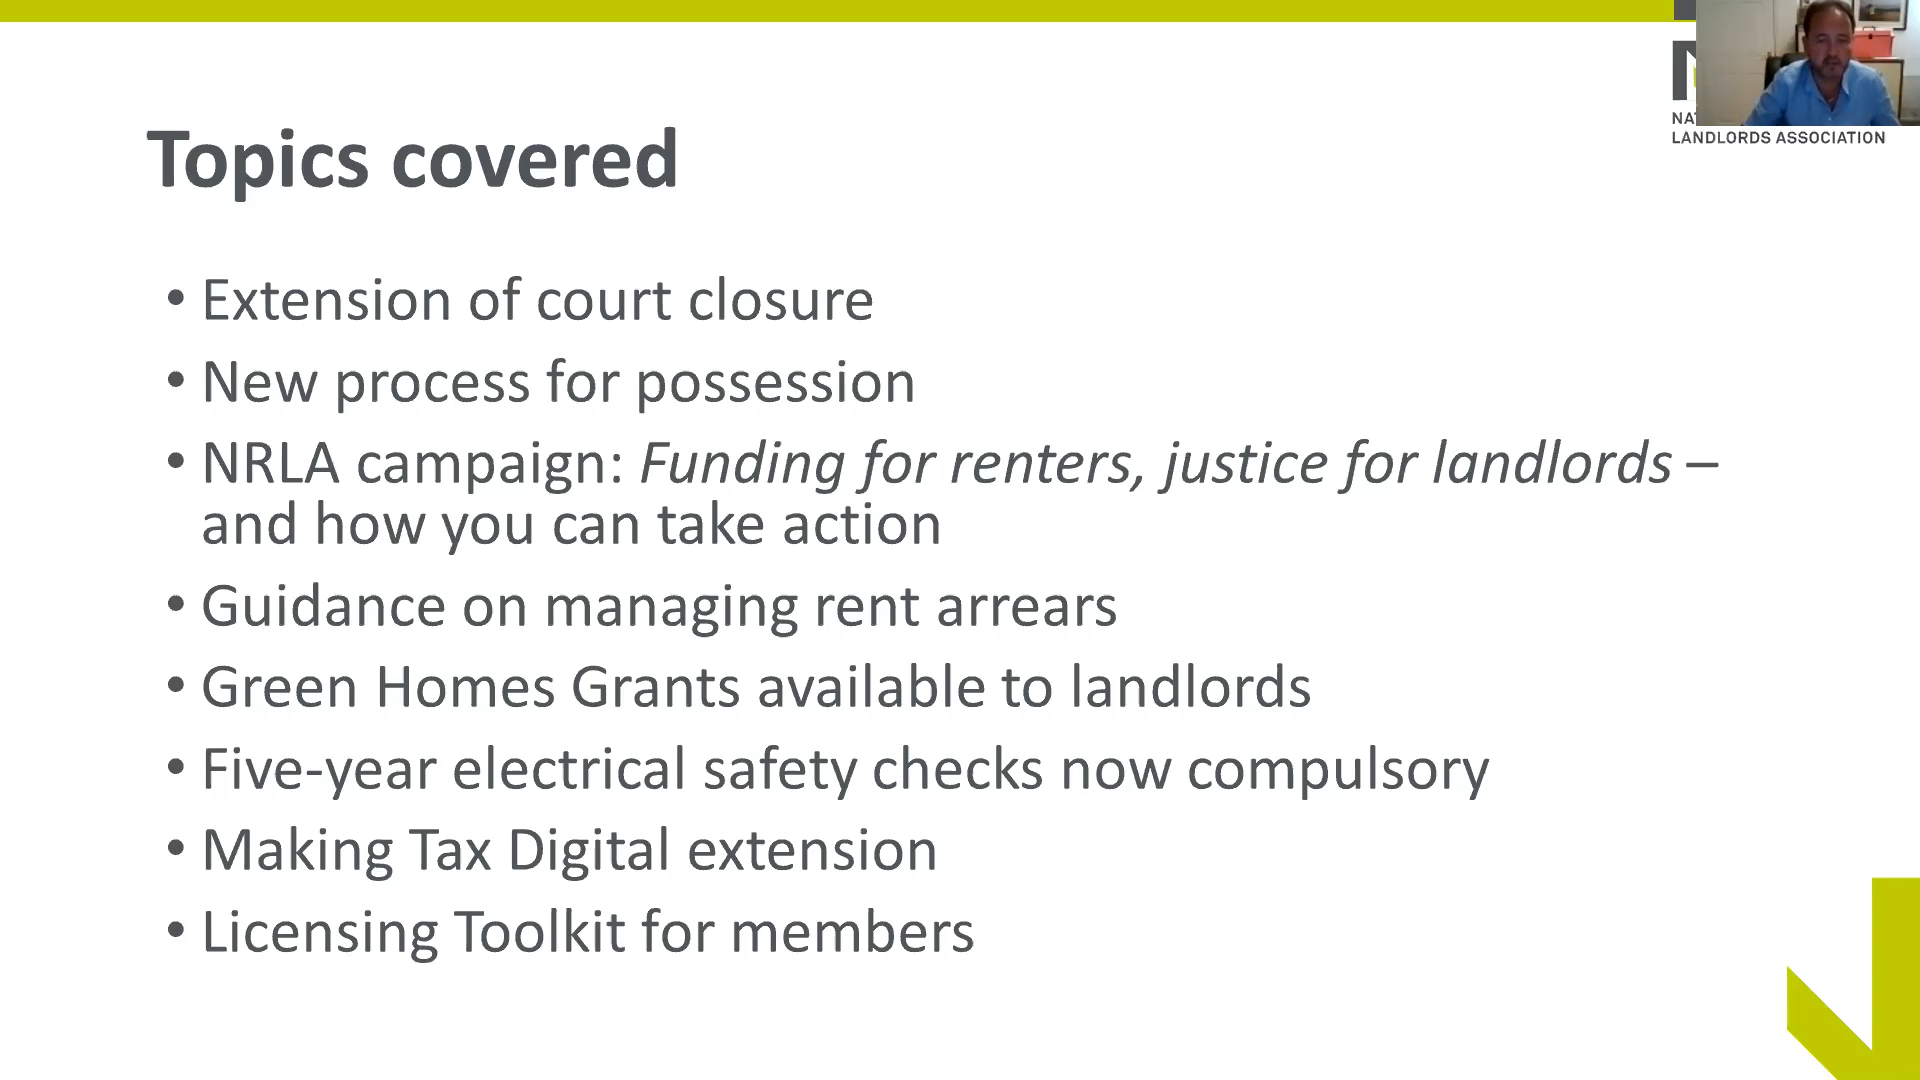 Topics covered
• Extension of court closure
• New process for possession
• NRLA campaign: Funding for renters, justice for landlords –
and how you can take action
• Guidance on managing rent arrears
• Green Homes Grants available to landlords
• Five-year electrical safety checks now compulsory
• Making Tax Digital extension
• Licensing Toolkit for members
LANDLORDS ASSOCIATION